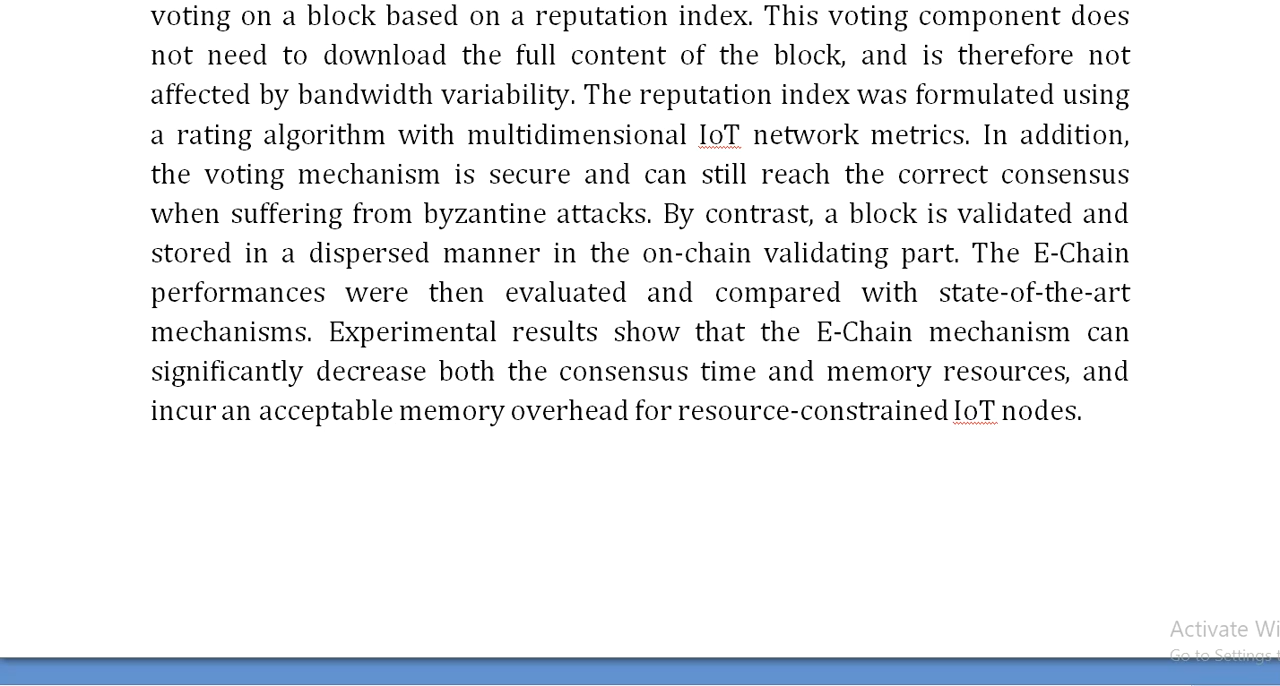 voting on a block based on a reputation index. This voting component does
not need to download the full content of the block, and is therefore not
affected by bandwidth variability. The reputation index was formulated using
a rating algorithm with multidimensional IoT network metrics. In addition,
the voting mechanism is secure and can still reach the correct consensus
when suffering from byzantine attacks. By contrast, a block is validated and
stored in a dispersed manner in the on-chain validating part. The E-Chain
performances were then evaluated and compared with state-of-the-art
mechanisms. Experimental results show that the E-Chain mechanism can
significantly decrease both the consensus time and memory resources, and
incur an acceptable memory overhead for resource-constrained IoT nodes.
Activate Wi
Go to Settings t